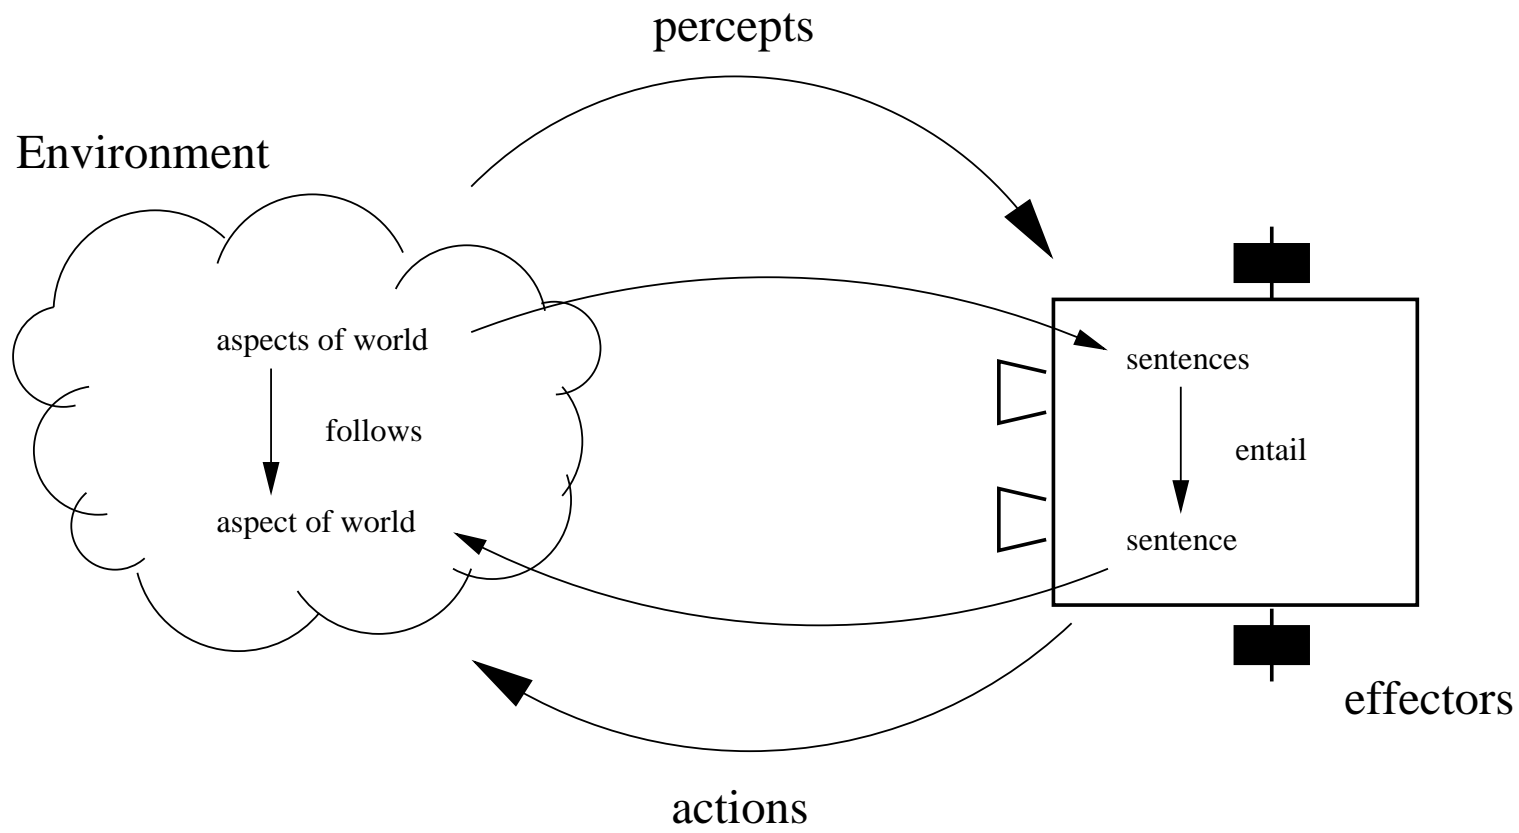 percepts
Environment
aspects of world
sentences
follows
entail
aspect of world
sentence
effectors
actions